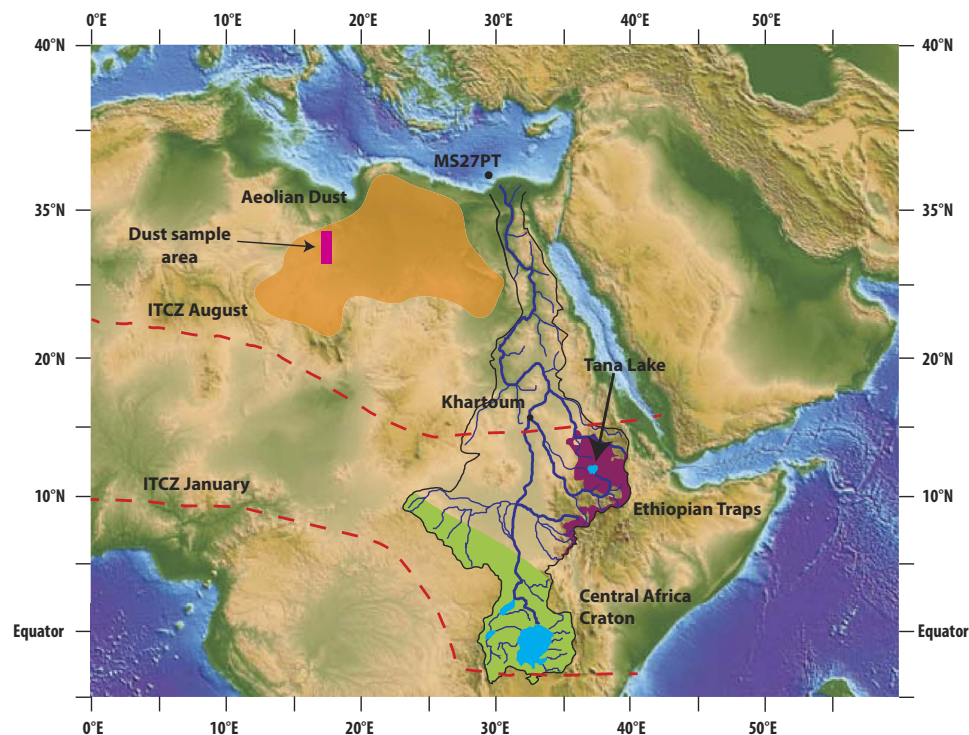 0°E 10°E 20°E 30°E 40°E 50°E
40°N 40°N
MS27PT
Aeolian Dust
35°N 35°N
Dust sample
area
ITCZ August
20°N 20°N
Tana Lake
Khartoum
ITCZ January
10°N 10°N
Ethiopian Traps
Central Africa
Craton
Equator Equator
0°E 10°E 20°E 30°E 40°E 50°E